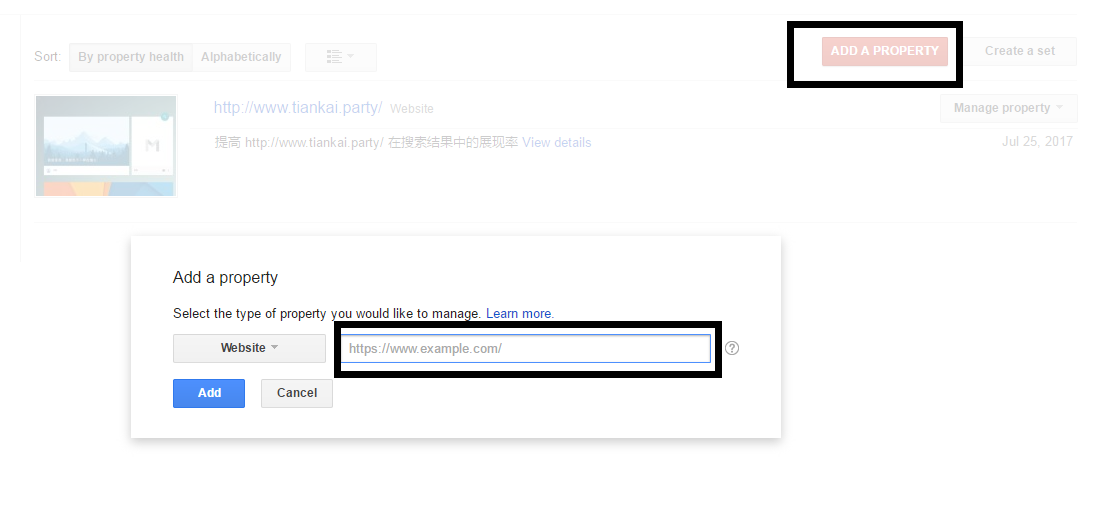 Sort: By property health Alphabetically ADD A PROPERTY Create a set
http://www.tiankai.party/ Website Manage property
提高 http://www.tiankai.party/ 在搜索结果中的展现率 View details Jul 25, 2017
Add a property
Select the type of property you would like to manage. Learn more.
Website https://www.example.com/ ?
Add Cancel